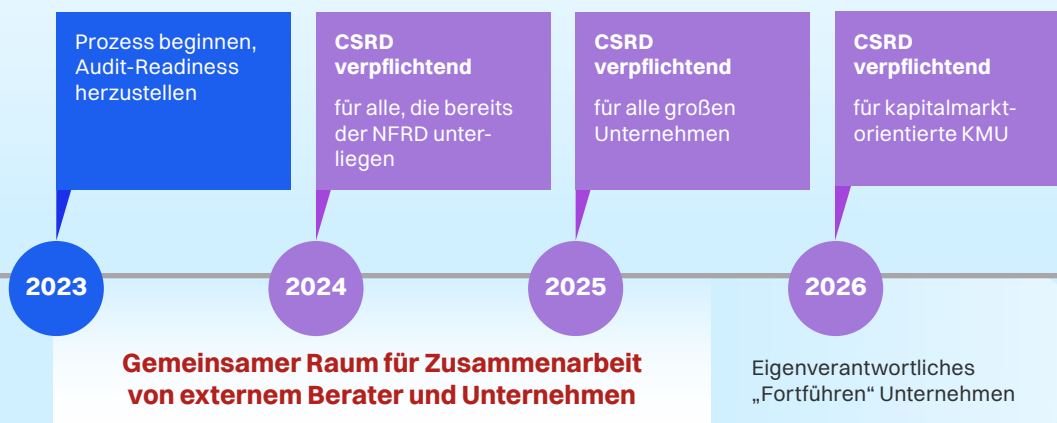 Prozess beginnen,
Audit-Readiness
herzustellen
CSRD
verpflichtend
für alle, die bereits
der NFRD unter-
liegen
CSRD
verpflichtend
für alle großen
Unternehmen
CSRD
verpflichtend
für kapitalmarkt-
orientierte KMU
2023
2024
2025
2026
Gemeinsamer Raum für Zusammenarbeit
von externem Berater und Unternehmen
Eigenverantwortliches
„Fortführen“ Unternehmen